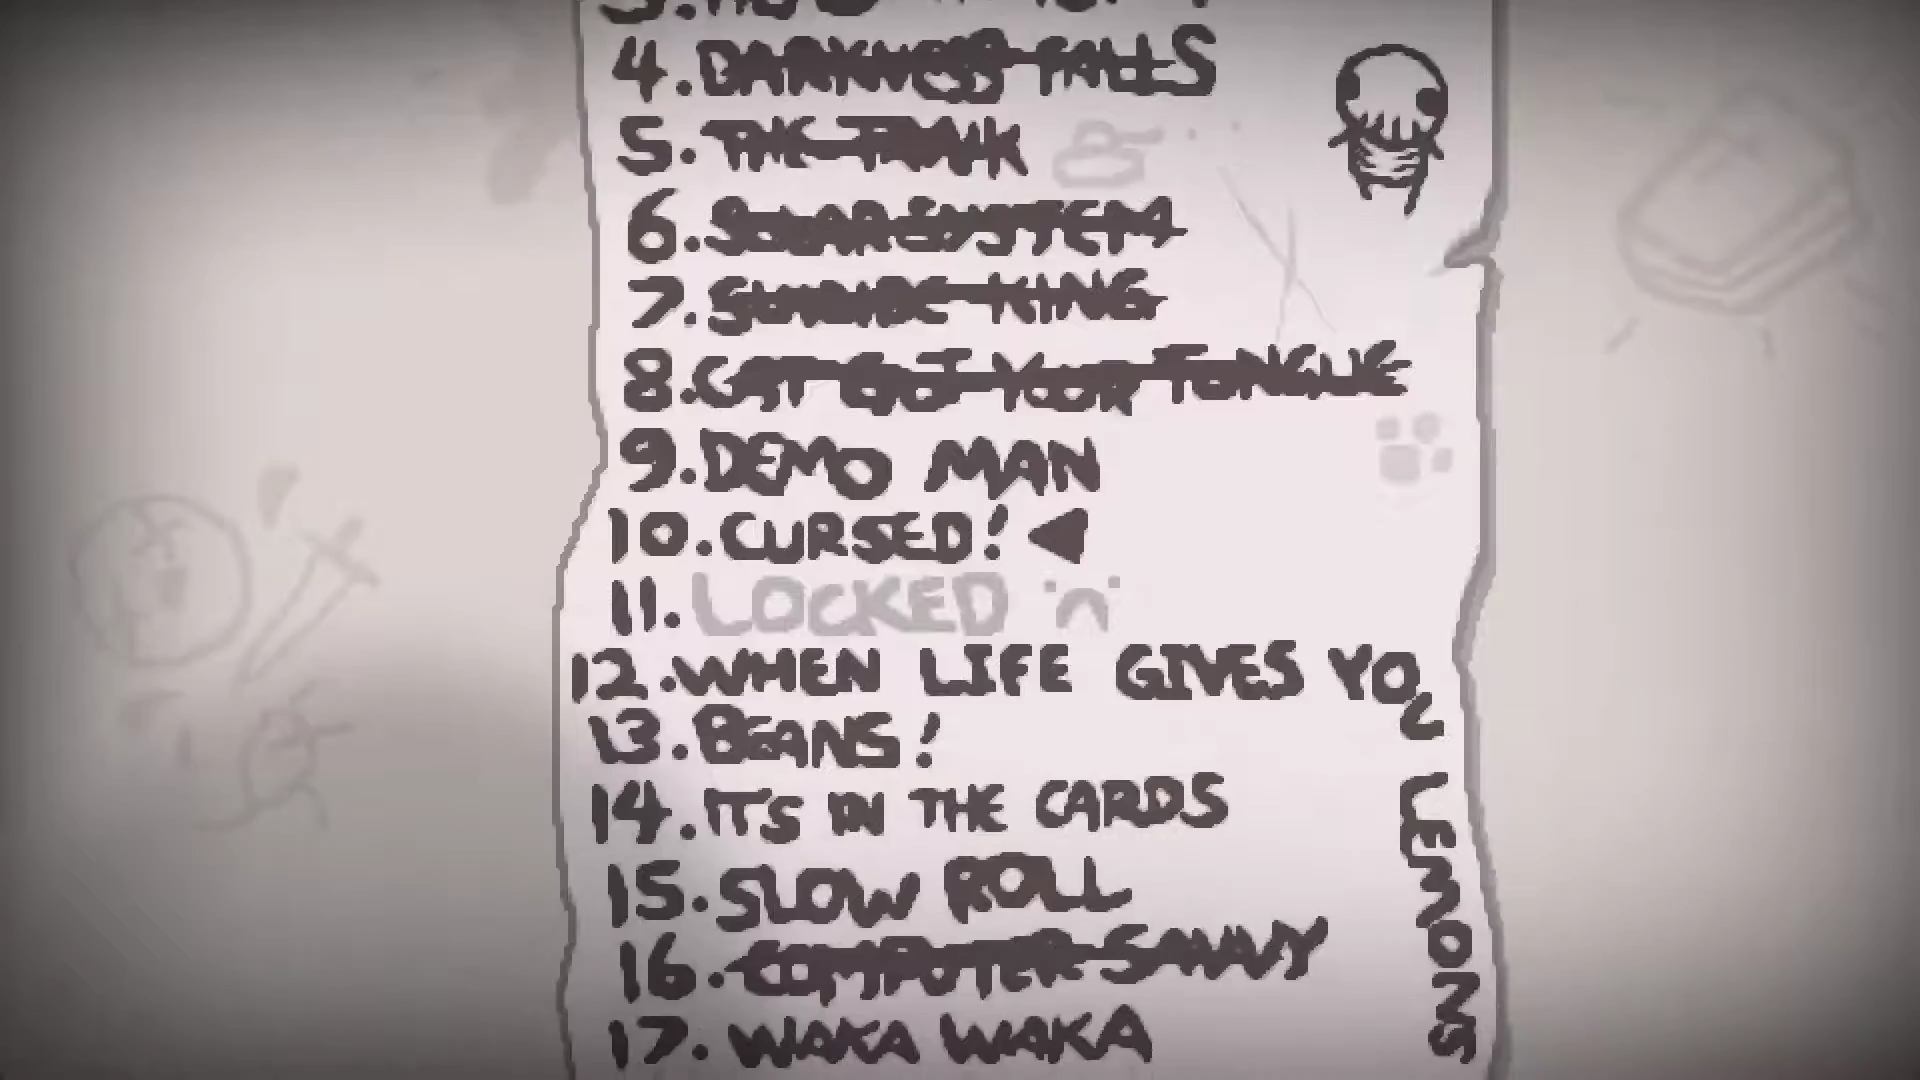 4. DARKNESS FALLS
5. THE TANK
6. SOLAR SYSTEM
7. SUICIDE KING
8. CAT GOT YOUR TONGUE
9. DEMO MAN
10. CURSED!
11. LOCKED
12. WHEN LIFE GIVES YOU LEMONS
13. BEANS!
14. IT'S IN THE CARDS
15. SLOW ROLL
16. COMPUTER SAVVY
17. WAKA WAKA